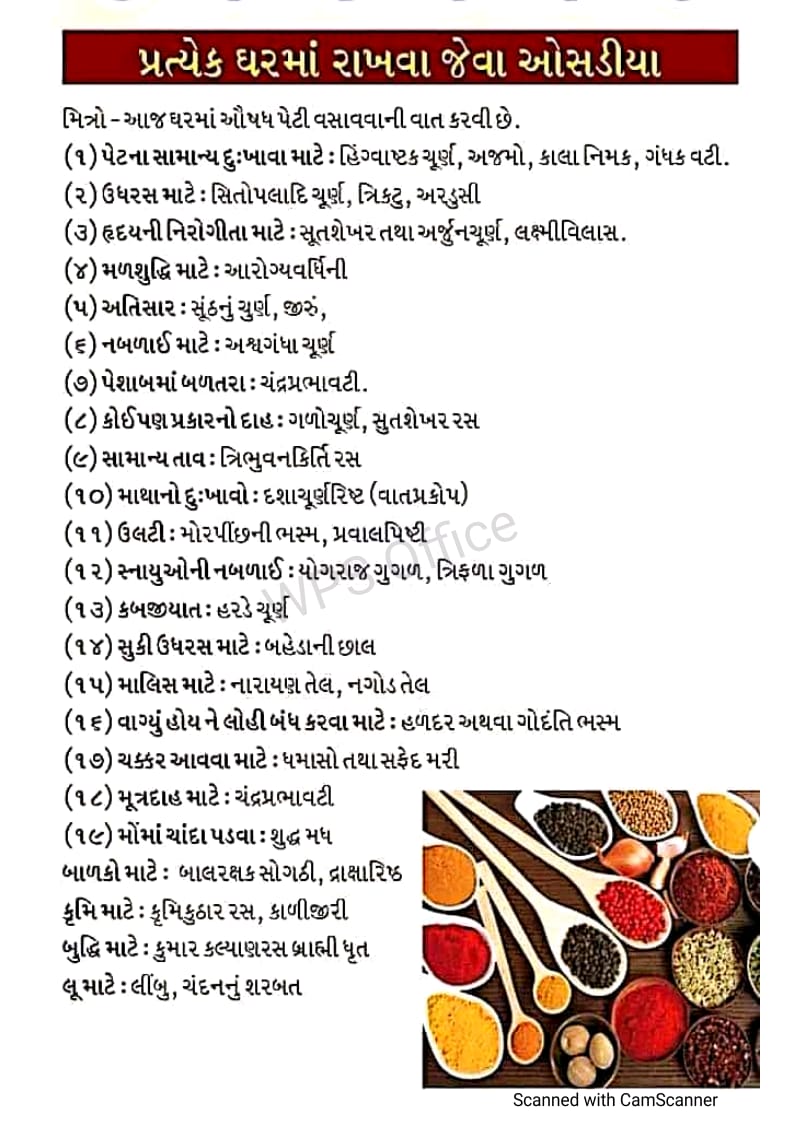 પ્રત્યેક ઘરમાં રાખવા જેવા ઓસડીયા
મિત્રો - આજ ઘરમાં ઔષધ પેટી વસાવવાની વાત કરવી છે.
(૧) પેટના સામાન્ય દુઃખાવા માટે : હિંગ્વાષ્ટક ચૂર્ણ, અજમો, કાલા નિમક, ગંધક વટી.
(૨) ઉધરસ માટે : સિતોપલાદિ ચૂર્ણ, ત્રિકટુ, અરડુસી
(૩) હૃદયની નિરોગીતા માટે : સૂતશેખર તથા અર્જુનચૂર્ણ, લક્ષ્મીવિલાસ.
(૪) મળશુદ્ધિ માટે : આરોગ્યવર્ધિની
(૫) અતિસાર : સૂંઠનું ચુર્ણ, જીરું,
(૬) નબળાઈ માટે : અશ્વગંધા ચૂર્ણ
(૭) પેશાબમાં બળતરા : ચંદ્રપ્રભાવટી.
(૮) કોઈપણ પ્રકારનો દાહ : ગળોચૂર્ણ, સુતશેખર રસ
(૯) સામાન્ય તાવ : ત્રિભુવનકિર્તિ રસ
(૧૦) માથાનો દુઃખાવો : દશાચૂર્ણરિષ્ટ (વાતપ્રકોપ)
(૧૧) ઉલટી : મોરપીંછની ભસ્મ, પ્રવાલપિષ્ટી
(૧૨) સ્નાયુઓની નબળાઈ : યોગરાજ ગુગળ, ત્રિફળા ગુગળ
(૧૩) કબજીયાત : હરડે ચૂર્ણ
(૧૪) સુકી ઉધરસ માટે : બહેડાની છાલ
(૧૫) માલિસ માટે : નારાયણ તેલ, નગોડ તેલ
(૧૬) વાગ્યું હોય ને લોહી બંધ કરવા માટે : હળદર અથવા ગોદંતિ ભસ્મ
(૧૭) ચક્કર આવવા માટે : ધમાસો તથા સફેદ મરી
(૧૮) મૂત્રદાહ માટે : ચંદ્રપ્રભાવટી
(૧૯) મોંમાં ચાંદા પડવા : શુદ્ધ મધ
બાળકો માટે : બાલરક્ષક સોગઠી, દ્રાક્ષારિષ્ઠ
કૃમિ માટે : કૃમિકુઠાર રસ, કાળીજીરી
બુદ્ધિ માટે : કુમાર કલ્યાણરસ બ્રાહ્મી ધૃત
લૂ માટે : લીંબુ, ચંદનનું શરબત
WPS Office
Scanned with CamScanner